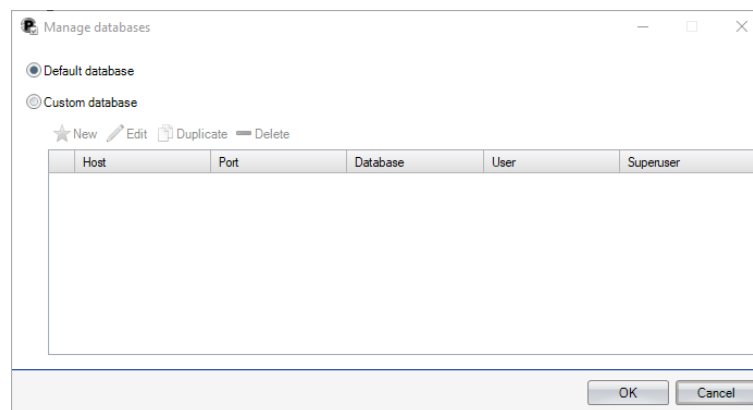 Manage databases
Default database
Custom database
New Edit Duplicate Delete
Host Port Database User Superuser
OK Cancel